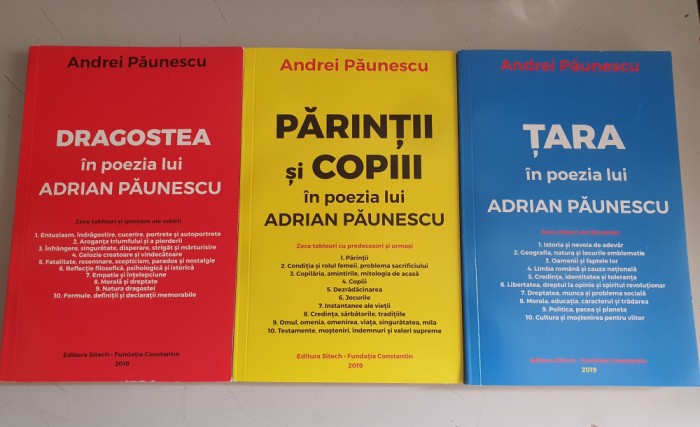 Andrei Păunescu
DRAGOSTEA
în poezia lui
ADRIAN PĂUNESCU
Zece tablouri și ipostaze ale iubirii
1. Entuziasm, îndrăgostire, cucerire, portrete și autoportrete
2. Aroganța triumfului și a pierderii
3. Înfrângere, singurătate, disperare, strigăt și mărturisire
4. Gelozie creatoare și vindecătoare
5. Fatalitate, resemnare, scepticism, paradox și nostalgie
6. Reflecție filosofică, psihologică și istorică
7. Empatie și înțelepciune
8. Morală și dreptate
9. Natura dragostei
10. Formule, definiții și declarații memorabile
Editura Sitech - Fundația Constantin
2019
Andrei Păunescu
PĂRINȚII
și COPIII
în poezia lui
ADRIAN PĂUNESCU
Zece tablouri cu predecesori și urmași
1. Părinții
2. Condiția și rolul femeii, problema sacrificiului
3. Copilăria, amintirile, mitologia de acasă
4. Copiii
5. Dezrădăcinarea
6. Jocurile
7. Instantanee ale vieții
8. Credința, sărbătorile, tradițiile
9. Omul, omenia, omenirea, viața, singurătatea, mila
10. Testamente, moșteniri, îndemnuri și valori supreme
Editura Sitech - Fundația Constantin
2019
Andrei Păunescu
ȚARA
în poezia lui
ADRIAN PĂUNESCU
Zece tablouri
1. Istoria și nevoia de adevăr
2. Geografia, natura și locurile emblematice
3. Oamenii și faptele lor
4. Limba română și cauza națională
5. Credința, identitatea și toleranța
6. Libertatea, dreptul la opinie și spiritul revoluționar
7. Dreptatea, munca și problema socială
8. Morala, educația, caracterul și trădarea
9. Politica, pacea și planeta
10. Cultura și moștenirea pentru viitor
Editura Sitech - Fundația Constantin
2019